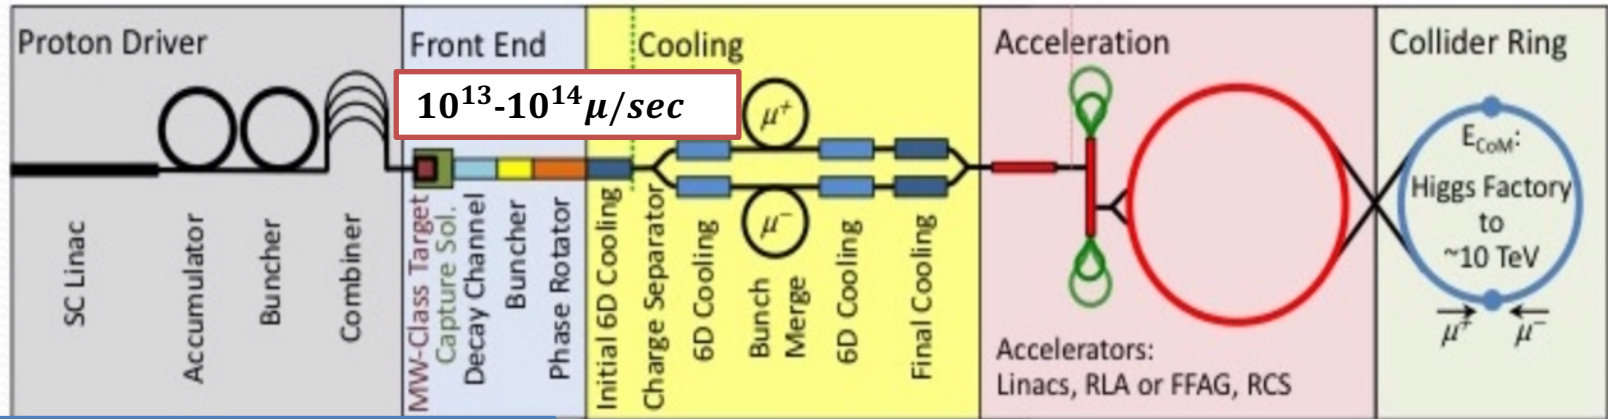 Proton Driver
SC Linac
Accumulator
Buncher
Combiner
Front End
10¹³-10¹⁴μ/sec
MW-Class Target
Capture Sol.
Decay Channel
Buncher
Phase Rotator
Cooling
Initial 6D Cooling
Charge Separator
6D Cooling
μ⁺
μ⁻
Bunch
Merge
6D Cooling
Final Cooling
Acceleration
Accelerators:
Linacs, RLA or FFAG, RCS
Collider Ring
E_CoM:
Higgs Factory
to
~10 TeV
μ⁺ μ⁻